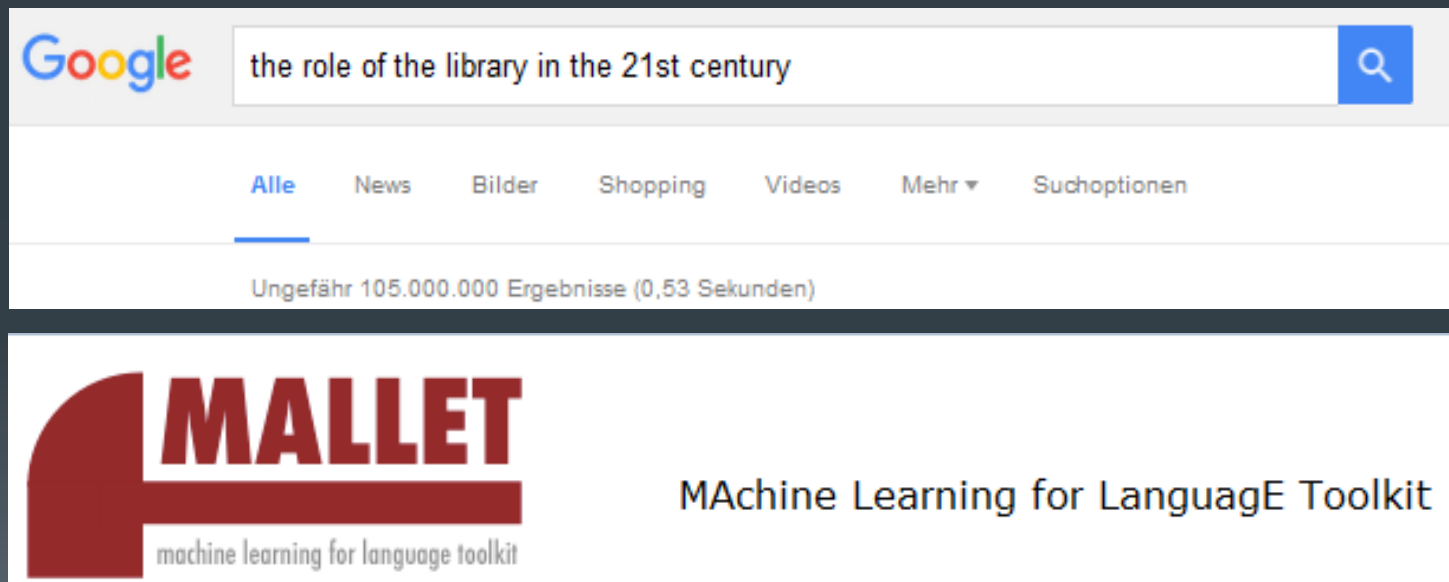 Google
the role of the library in the 21st century
Alle News Bilder Shopping Videos Mehr ▾ Suchoptionen
Ungefähr 105.000.000 Ergebnisse (0,53 Sekunden)
MALLET
machine learning for language toolkit
MAchine Learning for LanguagE Toolkit